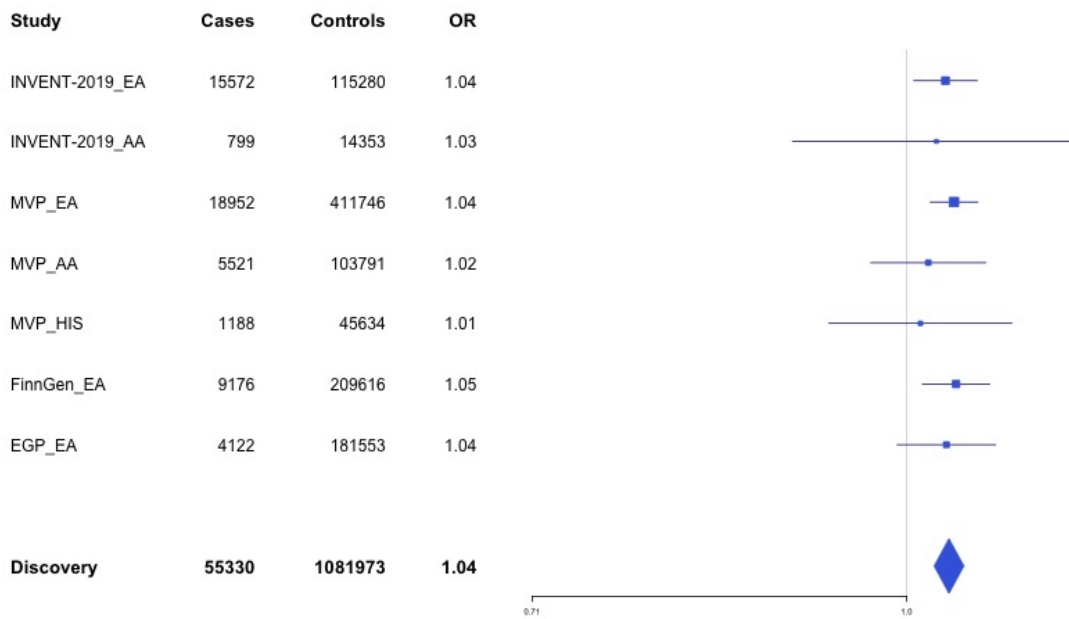 Study Cases Controls OR
INVENT-2019_EA 15572 115280 1.04
INVENT-2019_AA 799 14353 1.03
MVP_EA 18952 411746 1.04
MVP_AA 5521 103791 1.02
MVP_HIS 1188 45634 1.01
FinnGen_EA 9176 209616 1.05
EGP_EA 4122 181553 1.04
Discovery 55330 1081973 1.04
0.71 1.0